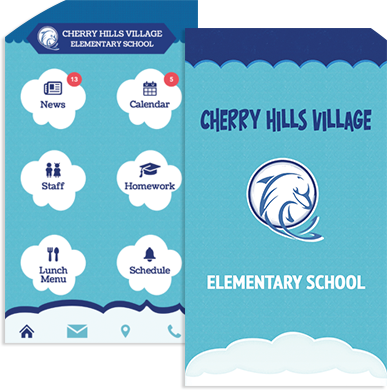 CHERRY HILLS VILLAGE
ELEMENTARY SCHOOL
13
News
5
Calendar
Staff
Homework
Lunch
Menu
Schedule
CHERRY HILLS VILLAGE
ELEMENTARY SCHOOL